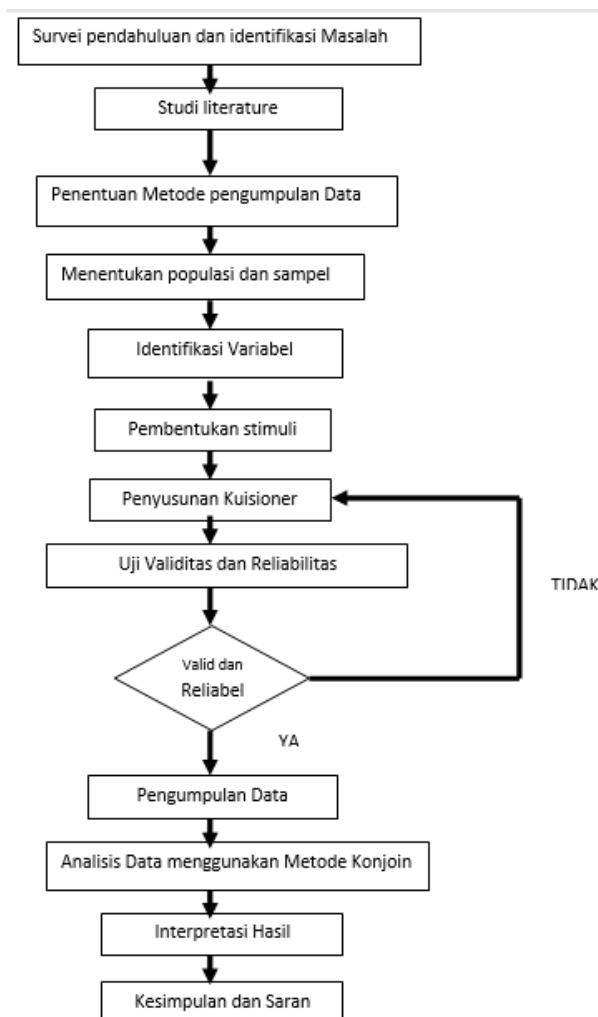 Survei pendahuluan dan identifikasi Masalah
Studi literature
Penentuan Metode pengumpulan Data
Menentukan populasi dan sampel
Identifikasi Variabel
Pembentukan stimuli
Penyusunan Kuisioner
Uji Validitas dan Reliabilitas
TIDAK
Valid dan
Reliabel
YA
Pengumpulan Data
Analisis Data menggunakan Metode Konjoin
Interpretasi Hasil
Kesimpulan dan Saran